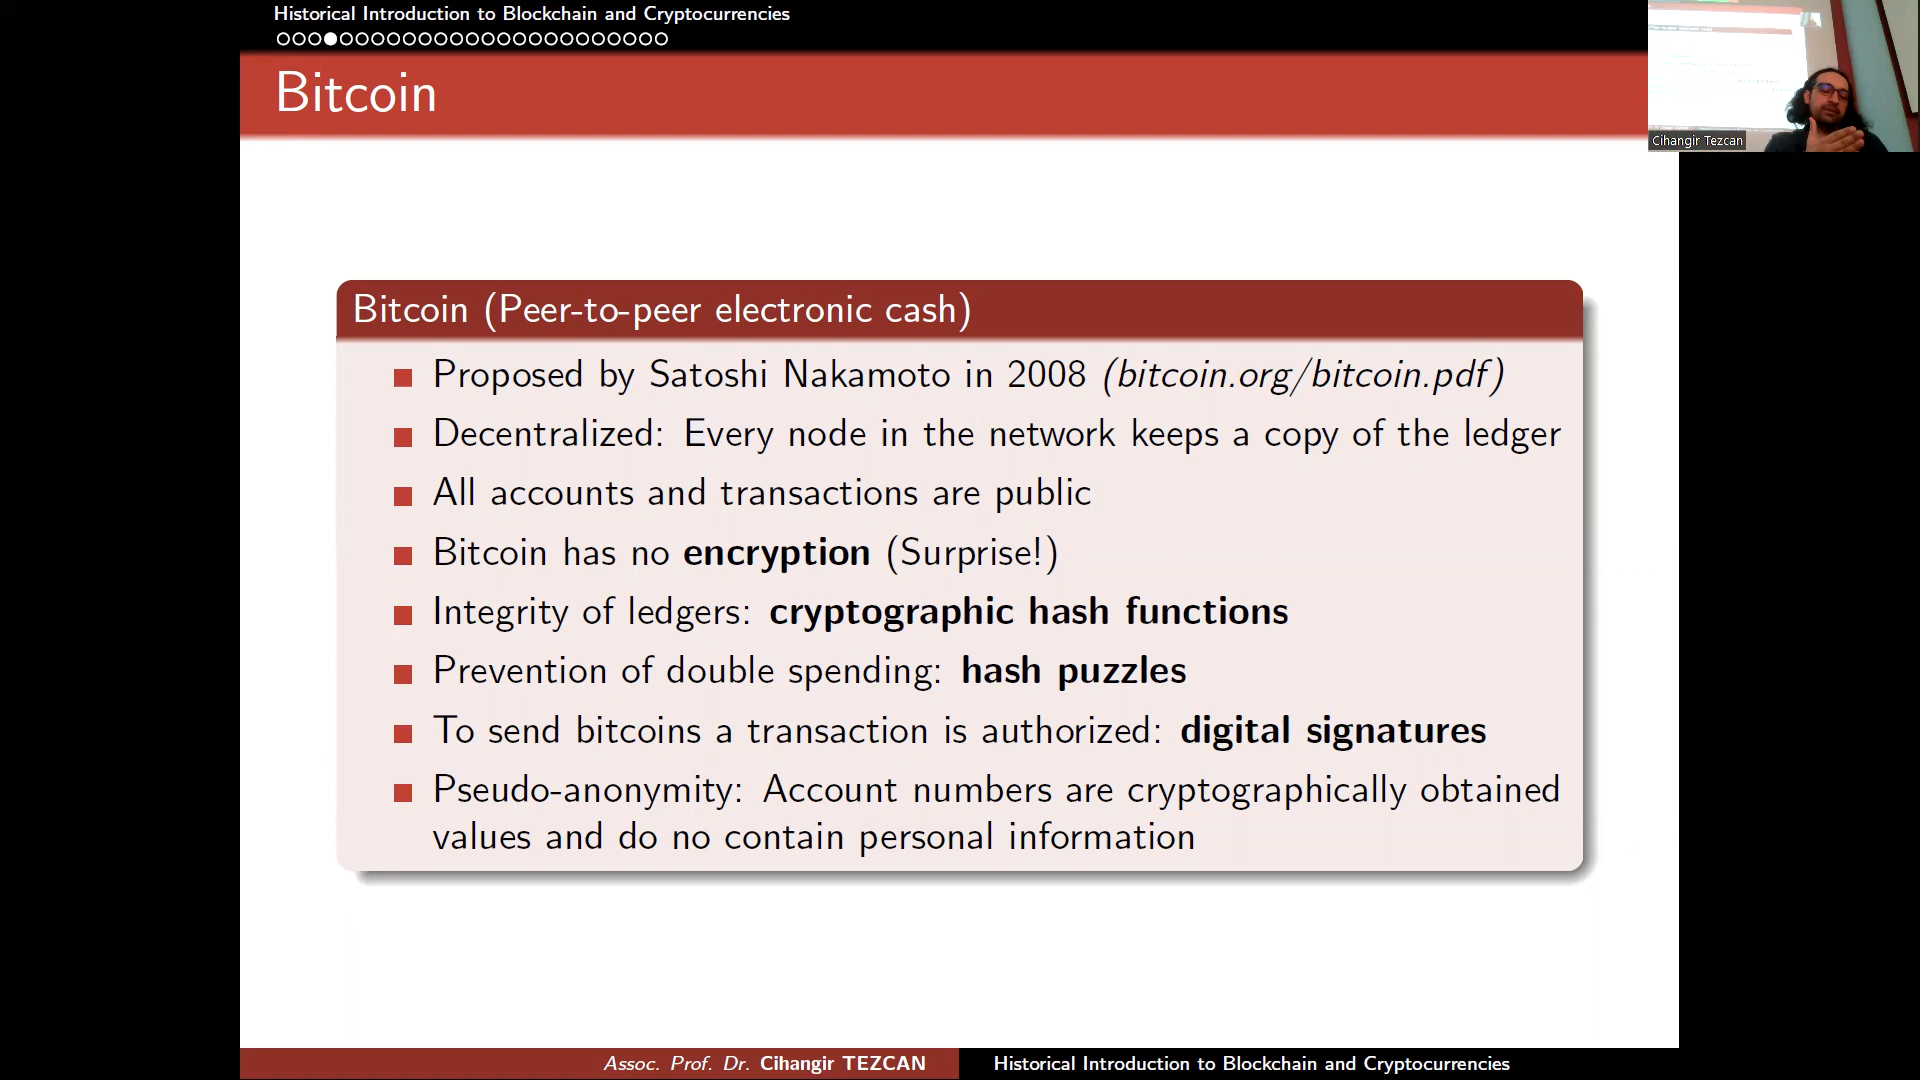 Historical Introduction to Blockchain and Cryptocurrencies
Bitcoin
Cihangir Tezcan
Bitcoin (Peer-to-peer electronic cash)
Proposed by Satoshi Nakamoto in 2008 (bitcoin.org/bitcoin.pdf)
Decentralized: Every node in the network keeps a copy of the ledger
All accounts and transactions are public
Bitcoin has no encryption (Surprise!)
Integrity of ledgers: cryptographic hash functions
Prevention of double spending: hash puzzles
To send bitcoins a transaction is authorized: digital signatures
Pseudo-anonymity: Account numbers are cryptographically obtained
values and do no contain personal information
Assoc. Prof. Dr. Cihangir TEZCAN
Historical Introduction to Blockchain and Cryptocurrencies